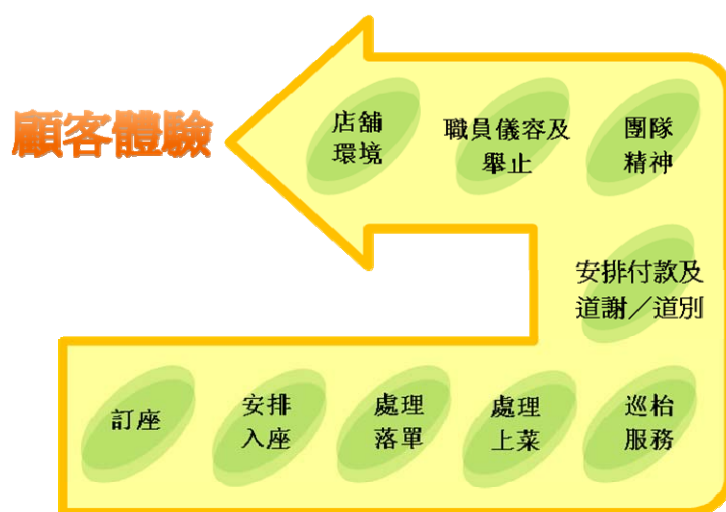 顧客體驗
店舖
環境
職員儀容及
舉止
團隊
精神
安排付款及
道謝／道別
訂座
安排
入座
處理
落單
處理
上菜
巡枱
服務